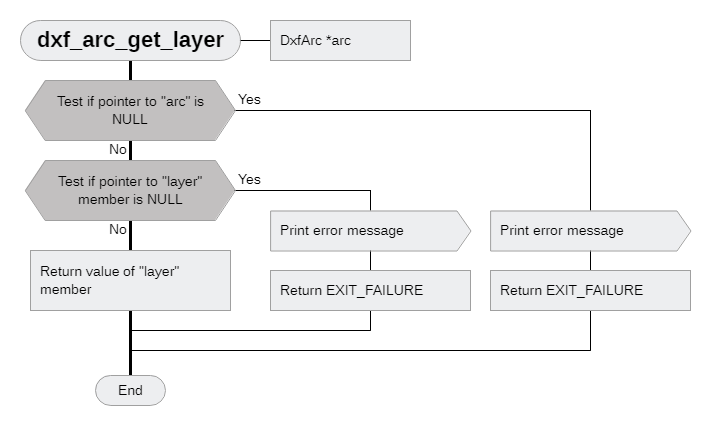 dxf_arc_get_layer
DxfArc *arc
Test if pointer to "arc" is
NULL
Yes
No
Test if pointer to "layer"
member is NULL
Yes
No
Print error message
Print error message
Return value of "layer"
member
Return EXIT_FAILURE
Return EXIT_FAILURE
End